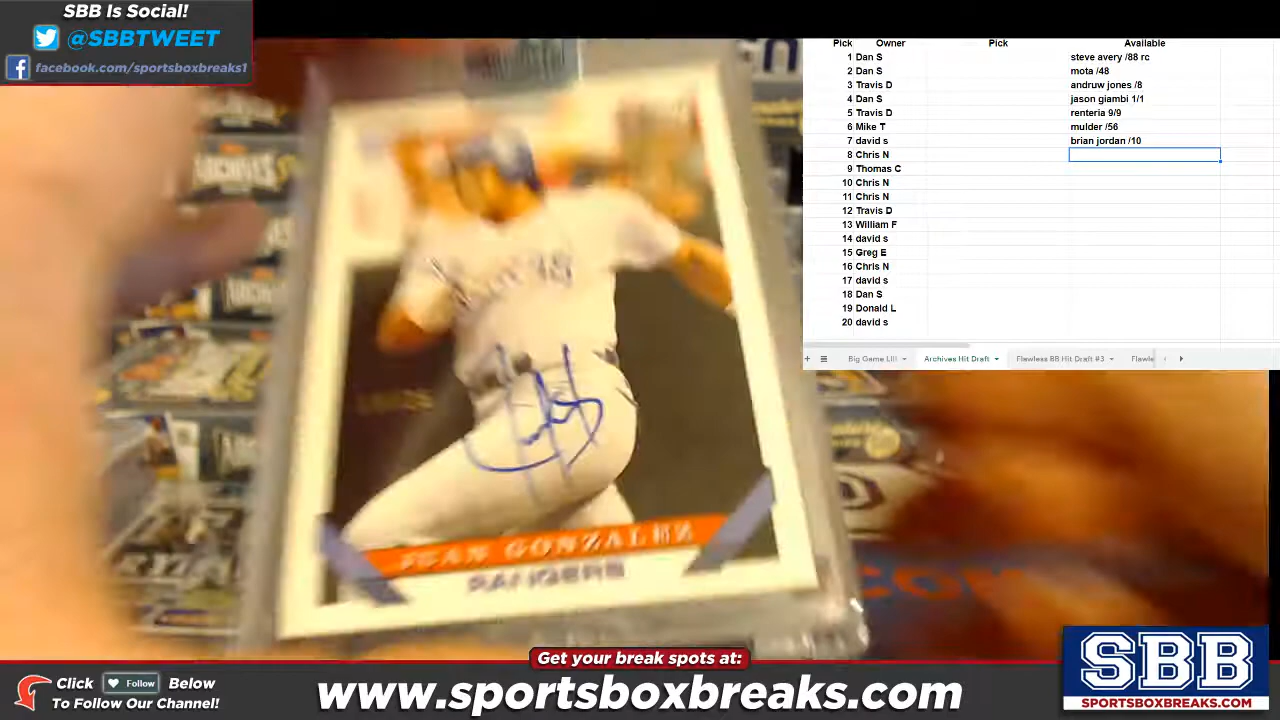 SBB Is Social!
@SBBTWEET
facebook.com/sportsboxbreaks1
Pick Owner Pick Available
1 Dan S steve avery /88 rc
2 Dan S mota /48
3 Travis D andruw jones /8
4 Dan S jason giambi 1/1
5 Travis D renteria 9/9
6 Mike T mulder /56
7 david s brian jordan /10
8 Chris N
9 Thomas C
10 Chris N
11 Chris N
12 Travis D
13 William F
14 david s
15 Greg E
16 Chris N
17 david s
18 Dan S
19 Donald L
20 david s
+ Big Game LIII Archives Hit Draft Flawless BB Hit Draft #3 Flawle
JUAN GONZALEZ
RANGERS
Get your break spots at:
Click Follow Below
To Follow Our Channel!
www.sportsboxbreaks.com
SBB
SPORTSBOXBREAKS.COM